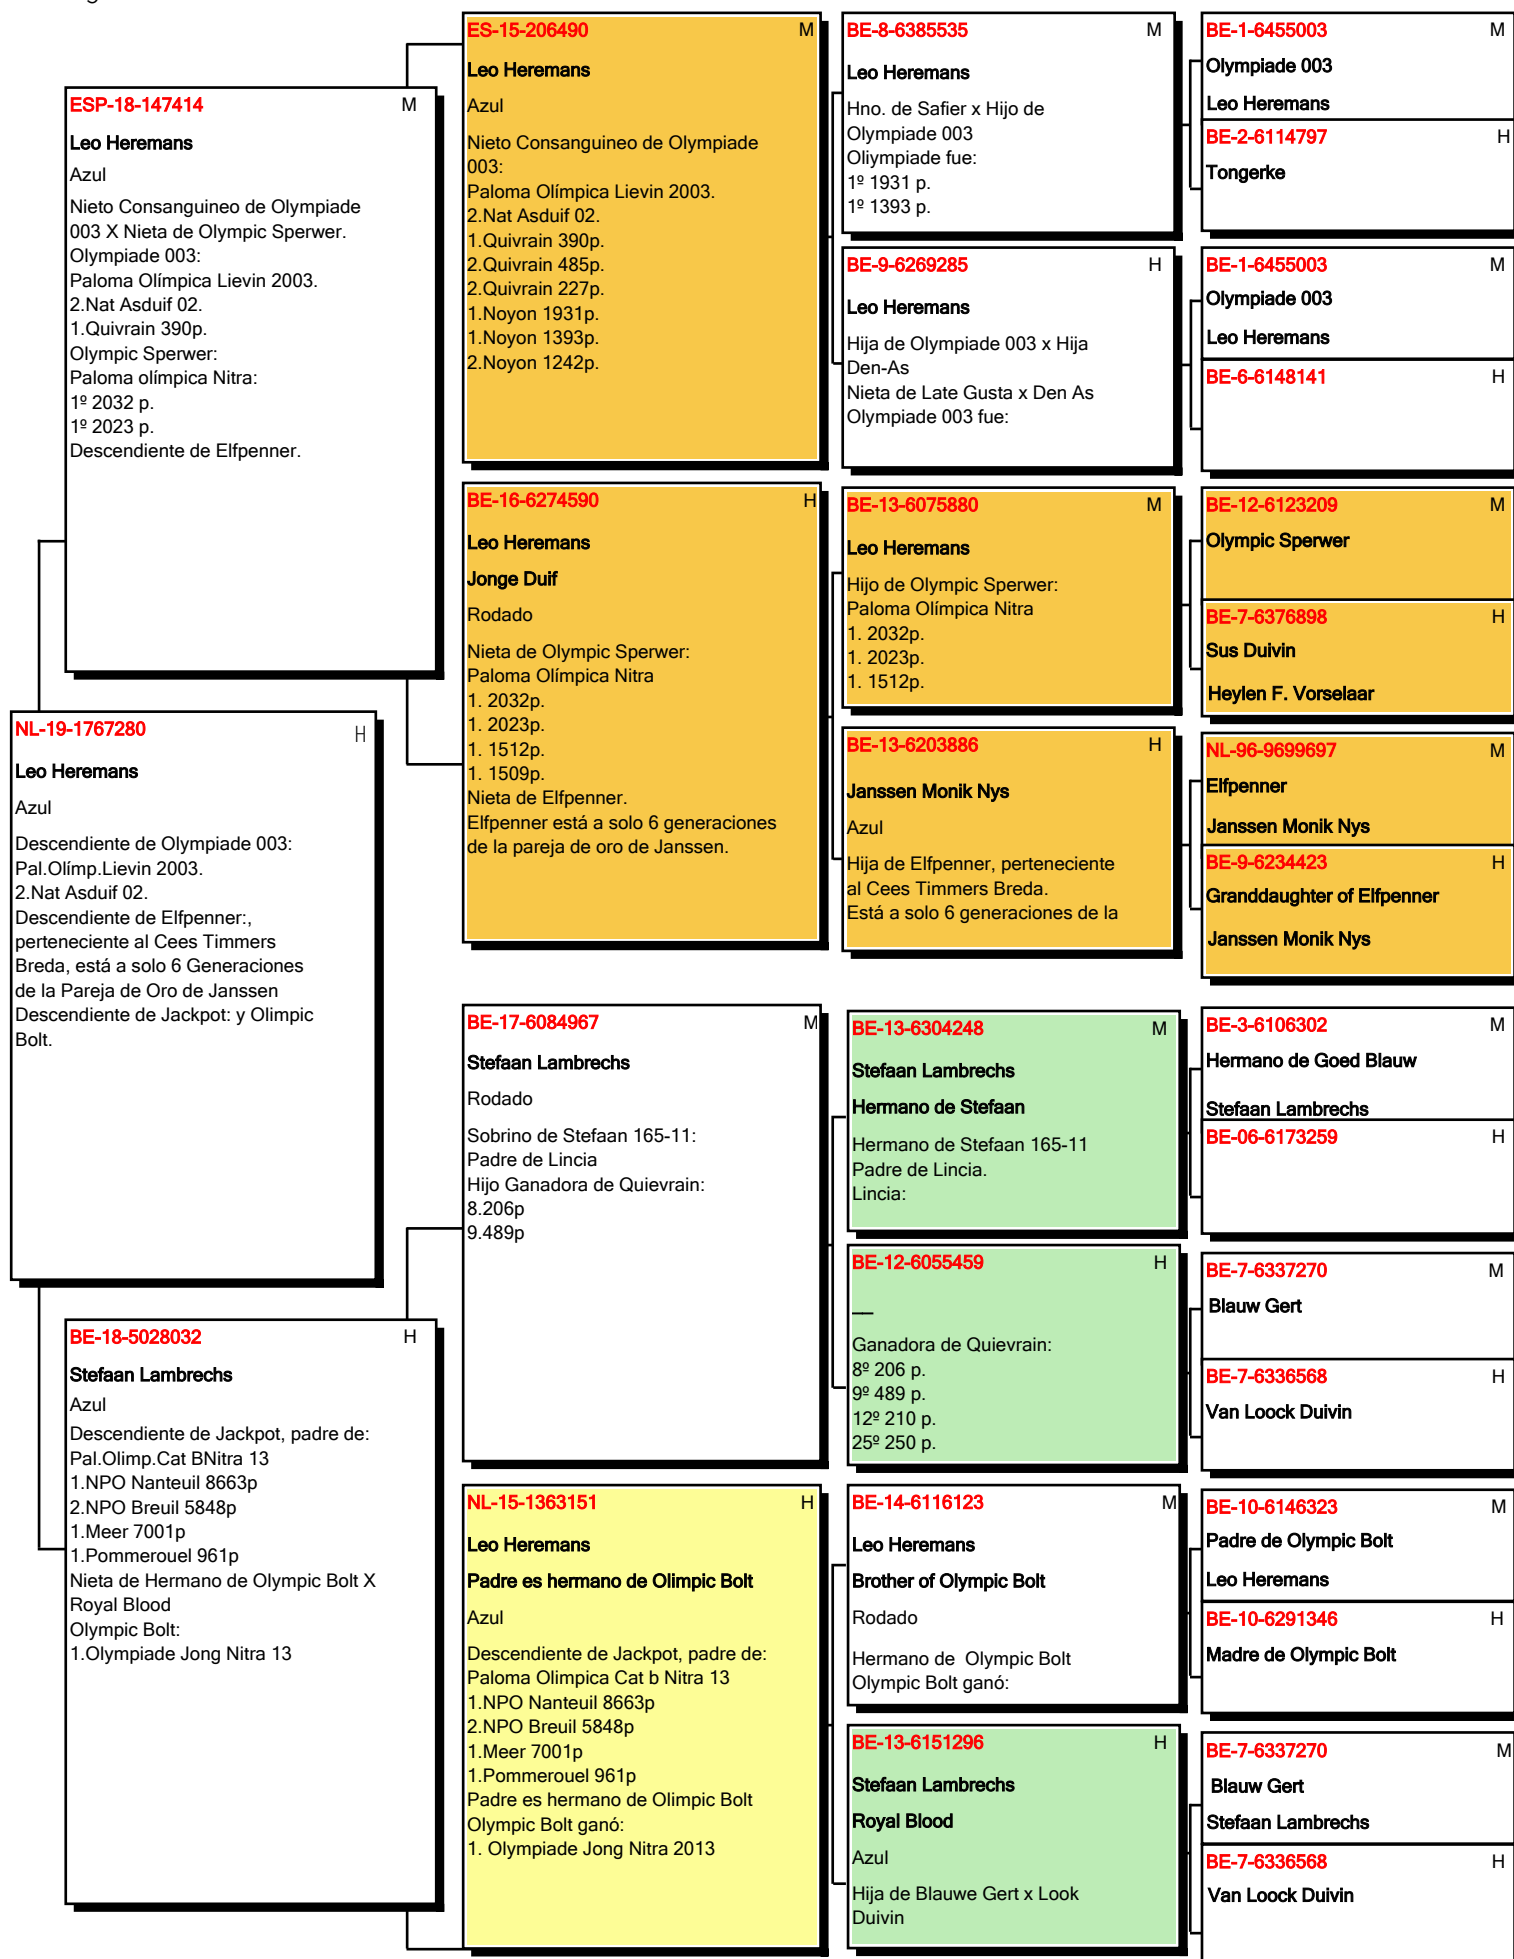 NL-19-1767280 H
Leo Heremans
Azul
Descendiente de Olympiade 003:
Pal.Olímp.Lievin 2003.
2.Nat Asduif 02.
Descendiente de Elfpenner:,
perteneciente al Cees Timmers
Breda, está a solo 6 Generaciones
de la Pareja de Oro de Janssen
Descendiente de Jackpot: y Olimpic
Bolt.
ESP-18-147414 M
Leo Heremans
Azul
Nieto Consanguineo de Olympiade
003 X Nieta de Olympic Sperwer.
Olympiade 003:
Paloma Olímpica Lievin 2003.
2.Nat Asduif 02.
1.Quivrain 390p.
Olympic Sperwer:
Paloma olímpica Nitra:
1º 2032 p.
1º 2023 p.
Descendiente de Elfpenner.
BE-18-5028032 H
Stefaan Lambrechs
Azul
Descendiente de Jackpot, padre de:
Pal.Olimp.Cat BNitra 13
1.NPO Nanteuil 8663p
2.NPO Breuil 5848p
1.Meer 7001p
1.Pommerouel 961p
Nieta de Hermano de Olympic Bolt X
Royal Blood
Olympic Bolt:
1.Olympiade Jong Nitra 13
ES-15-206490 M
Leo Heremans
Azul
Nieto Consanguineo de Olympiade
003:
Paloma Olímpica Lievin 2003.
2.Nat Asduif 02.
1.Quivrain 390p.
2.Quivrain 485p.
2.Quivrain 227p.
1.Noyon 1931p.
1.Noyon 1393p.
2.Noyon 1242p.
BE-16-6274590 H
Leo Heremans
Jonge Duif
Rodado
Nieta de Olympic Sperwer:
Paloma Olímpica Nitra
1. 2032p.
1. 2023p.
1. 1512p.
1. 1509p.
Nieta de Elfpenner.
Elfpenner está a solo 6 generaciones
de la pareja de oro de Janssen.
BE-17-6084967 M
Stefaan Lambrechs
Rodado
Sobrino de Stefaan 165-11:
Padre de Lincia
Hijo Ganadora de Quievrain:
8.206p
9.489p
NL-15-1363151 H
Leo Heremans
Padre es hermano de Olimpic Bolt
Azul
Descendiente de Jackpot, padre de:
Paloma Olimpica Cat b Nitra 13
1.NPO Nanteuil 8663p
2.NPO Breuil 5848p
1.Meer 7001p
1.Pommerouel 961p
Padre es hermano de Olimpic Bolt
Olympic Bolt ganó:
1. Olympiade Jong Nitra 2013
BE-8-6385535 M
Leo Heremans
Hno. de Safier x Hijo de
Olympiade 003
Oliympiade fue:
1º 1931 p.
1º 1393 p.
BE-9-6269285 H
Leo Heremans
Hija de Olympiade 003 x Hija
Den-As
Nieta de Late Gusta x Den As
Olympiade 003 fue:
BE-13-6075880 M
Leo Heremans
Hijo de Olympic Sperwer:
Paloma Olímpica Nitra
1. 2032p.
1. 2023p.
1. 1512p.
BE-13-6203886 H
Janssen Monik Nys
Azul
Hija de Elfpenner, perteneciente
al Cees Timmers Breda.
Está a solo 6 generaciones de la
BE-13-6304248 M
Stefaan Lambrechs
Hermano de Stefaan
Hermano de Stefaan 165-11
Padre de Lincia.
Lincia:
BE-12-6055459 H
__
Ganadora de Quievrain:
8º 206 p.
9º 489 p.
12º 210 p.
25º 250 p.
BE-14-6116123 M
Leo Heremans
Brother of Olympic Bolt
Rodado
Hermano de  Olympic Bolt
Olympic Bolt ganó:
BE-13-6151296 H
Stefaan Lambrechs
Royal Blood
Azul
Hija de Blauwe Gert x Look
Duivin
BE-1-6455003 M
Olympiade 003
Leo Heremans
BE-2-6114797 H
Tongerke
BE-1-6455003 M
Olympiade 003
Leo Heremans
BE-6-6148141 H
BE-12-6123209 M
Olympic Sperwer
BE-7-6376898 H
Sus Duivin
Heylen F. Vorselaar
NL-96-9699697 M
Elfpenner
Janssen Monik Nys
BE-9-6234423 H
Granddaughter of Elfpenner
Janssen Monik Nys
BE-3-6106302 M
Hermano de Goed Blauw
Stefaan Lambrechs
BE-06-6173259 H
BE-7-6337270 M
Blauw Gert
BE-7-6336568 H
Van Loock Duivin
BE-10-6146323 M
Padre de Olympic Bolt
Leo Heremans
BE-10-6291346 H
Madre de Olympic Bolt
BE-7-6337270 M
Blauw Gert
Stefaan Lambrechs
BE-7-6336568 H
Van Loock Duivin